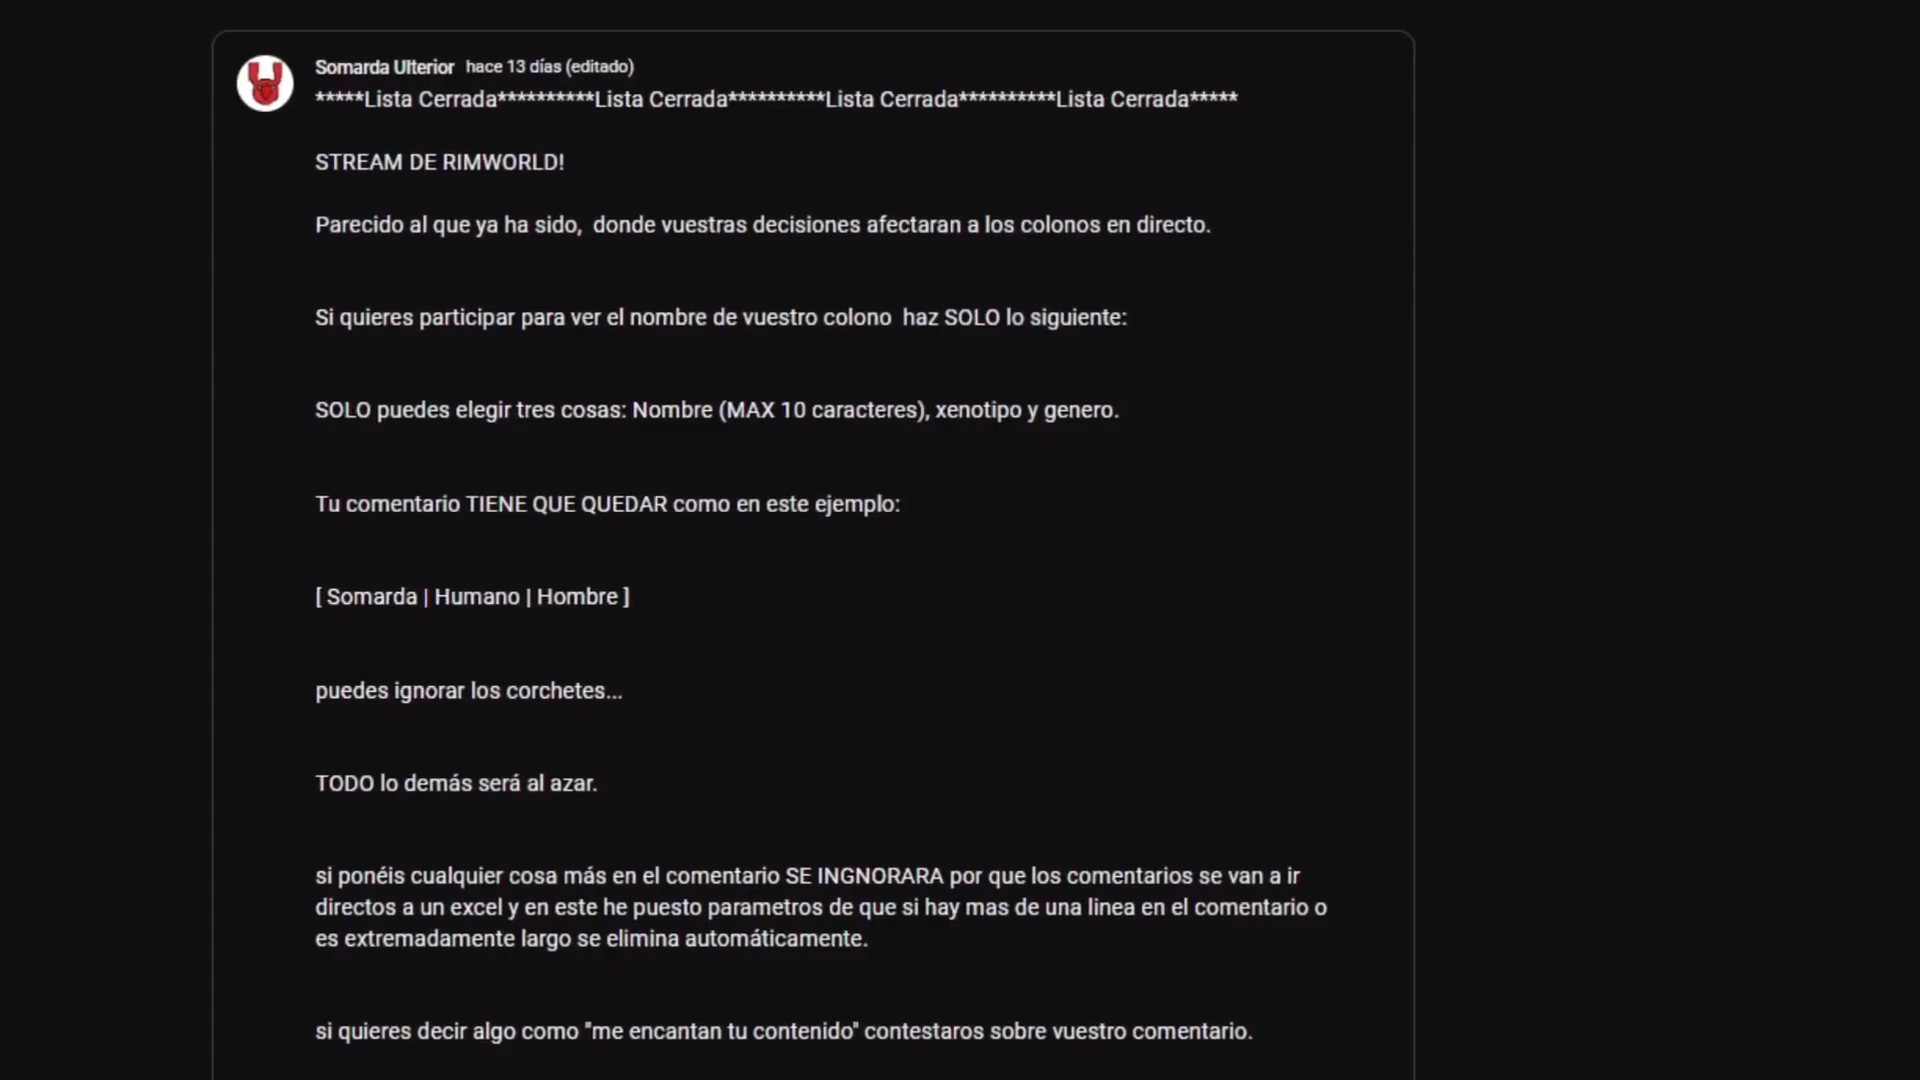 Somarda Ulterior hace 13 días (editado)
*****Lista Cerrada**********Lista Cerrada**********Lista Cerrada**********Lista Cerrada*****
STREAM DE RIMWORLD!
Parecido al que ya ha sido,  donde vuestras decisiones afectaran a los colonos en directo.
Si quieres participar para ver el nombre de vuestro colono  haz SOLO lo siguiente:
SOLO puedes elegir tres cosas: Nombre (MAX 10 caracteres), xenotipo y genero.
Tu comentario TIENE QUE QUEDAR como en este ejemplo:
[ Somarda | Humano | Hombre ]
puedes ignorar los corchetes...
TODO lo demás será al azar.
si ponéis cualquier cosa más en el comentario SE INGNORARA por que los comentarios se van a ir
directos a un excel y en este he puesto parametros de que si hay mas de una linea en el comentario o
es extremadamente largo se elimina automáticamente.
si quieres decir algo como "me encantan tu contenido" contestaros sobre vuestro comentario.